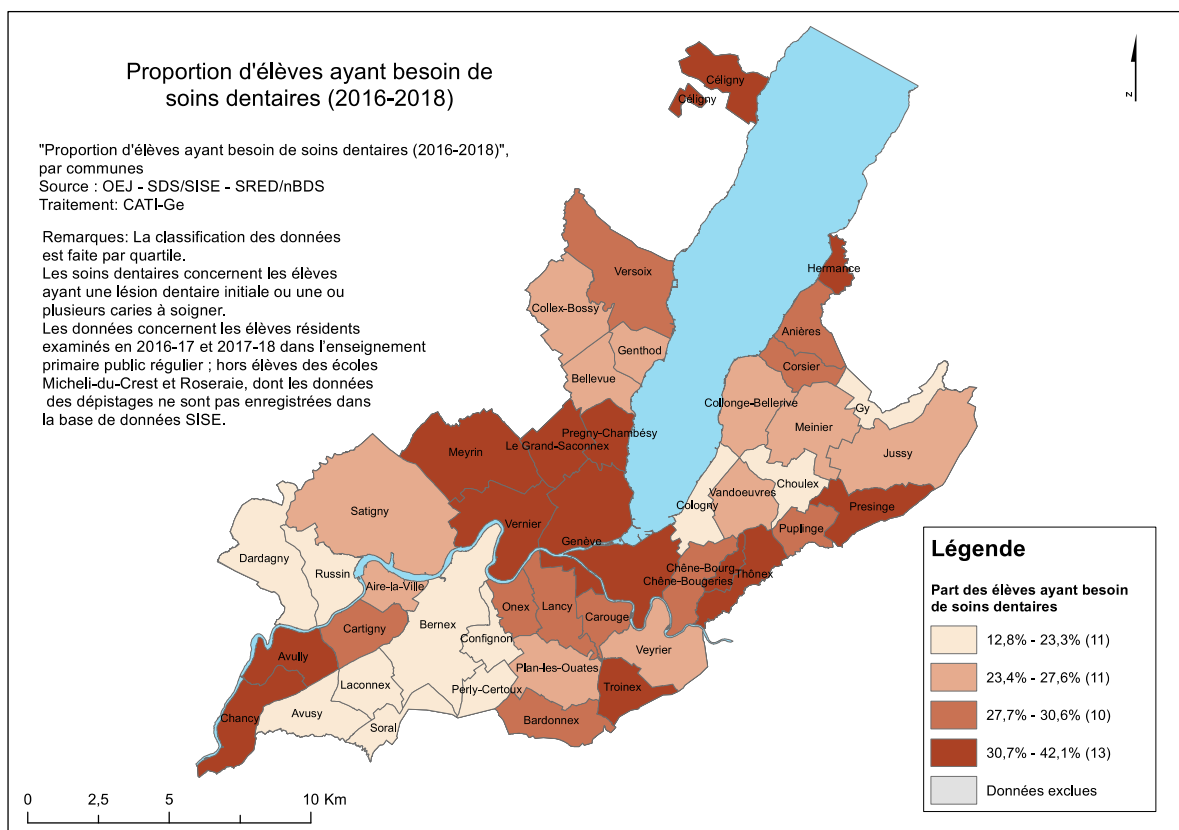 Proportion d'élèves ayant besoin de
soins dentaires (2016-2018)
"Proportion d'élèves ayant besoin de soins dentaires (2016-2018)",
par communes
Source : OEJ - SDS/SISE - SRED/nBDS
Traitement: CATI-Ge
Remarques: La classification des données
est faite par quartile.
Les soins dentaires concernent les élèves
ayant une lésion dentaire initiale ou une ou
plusieurs caries à soigner.
Les données concernent les élèves résidents
examinés en 2016-17 et 2017-18 dans l'enseignement
primaire public régulier ; hors élèves des écoles
Micheli-du-Crest et Roseraie, dont les données
des dépistages ne sont pas enregistrées dans
la base de données SISE.
N
Céligny
Céligny
Versoix
Hermance
Collex-Bossy
Anières
Genthod
Corsier
Bellevue
Collonge-Bellerive
Gy
Meinier
Pregny-Chambésy
Le Grand-Saconnex
Meyrin
Jussy
Choulex
Vandoeuvres
Cologny
Presinge
Satigny
Vernier
Puplinge
Genève
Dardagny
Chêne-Bourg
Thônex
Russin
Chêne-Bougeries
Aire-la-Ville
Onex
Lancy
Carouge
Bernex
Cartigny
Confignon
Veyrier
Avully
Plan-les-Ouates
Laconnex
Troinex
Perly-Certoux
Chancy
Avusy
Soral
Bardonnex
Légende
Part des élèves ayant besoin
de soins dentaires
12,8% - 23,3% (11)
23,4% - 27,6% (11)
27,7% - 30,6% (10)
30,7% - 42,1% (13)
Données exclues
0 2,5 5 10 Km